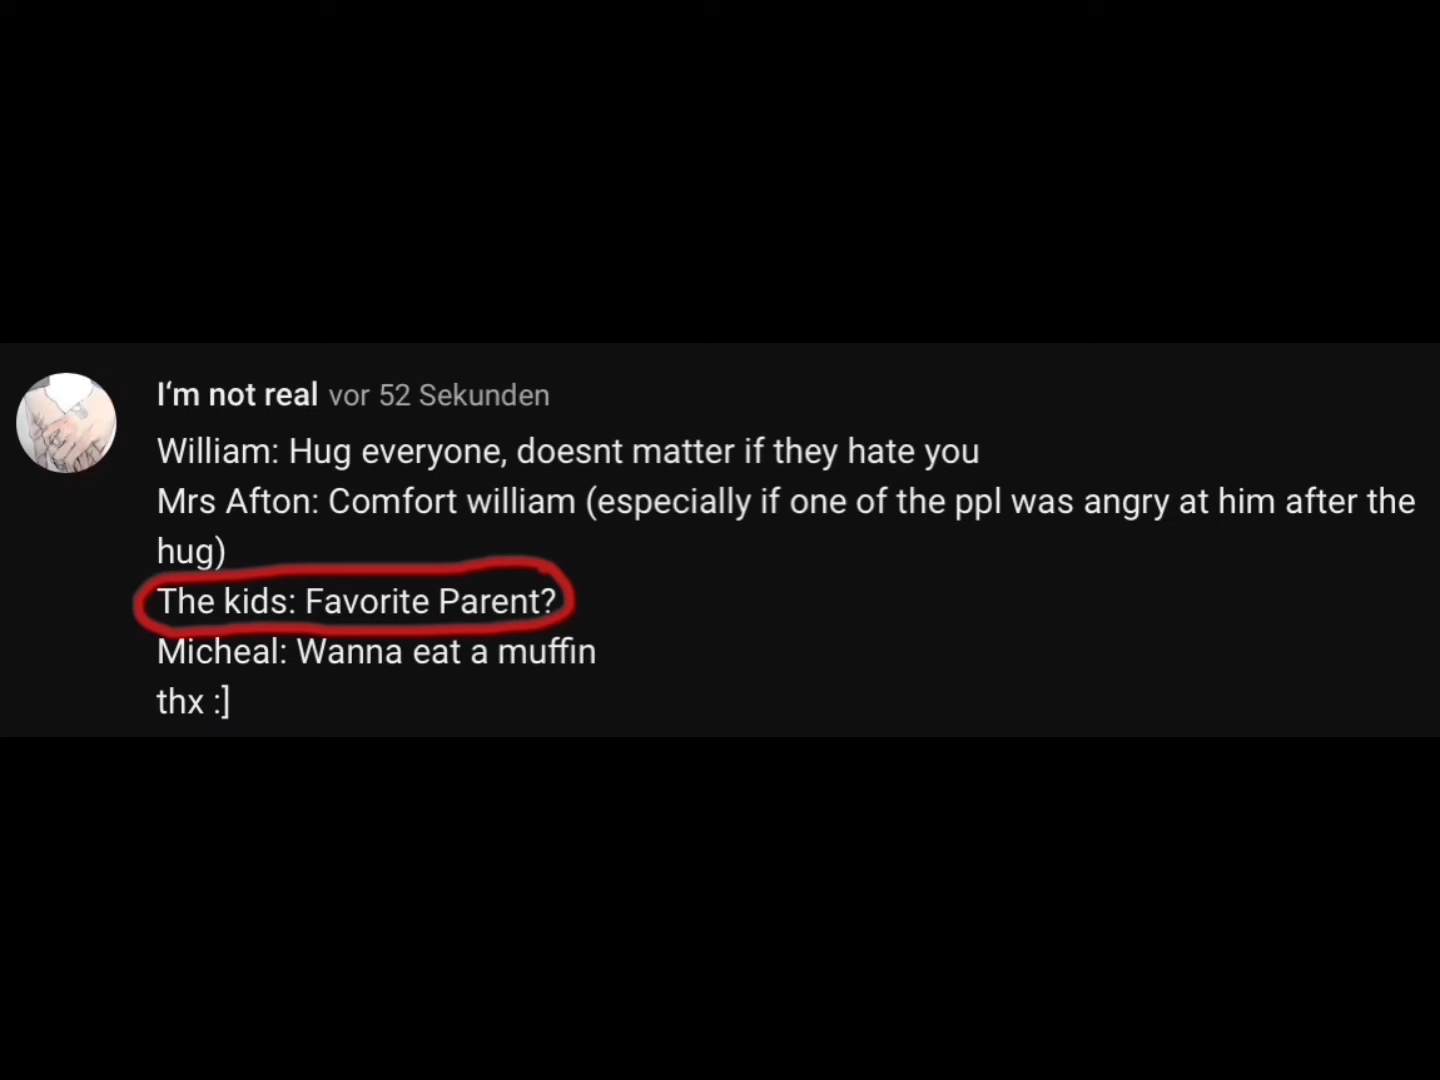 I‘m not real vor 52 Sekunden
William: Hug everyone, doesnt matter if they hate you
Mrs Afton: Comfort william (especially if one of the ppl was angry at him after the
hug)
The kids: Favorite Parent?
Micheal: Wanna eat a muffin
thx :]